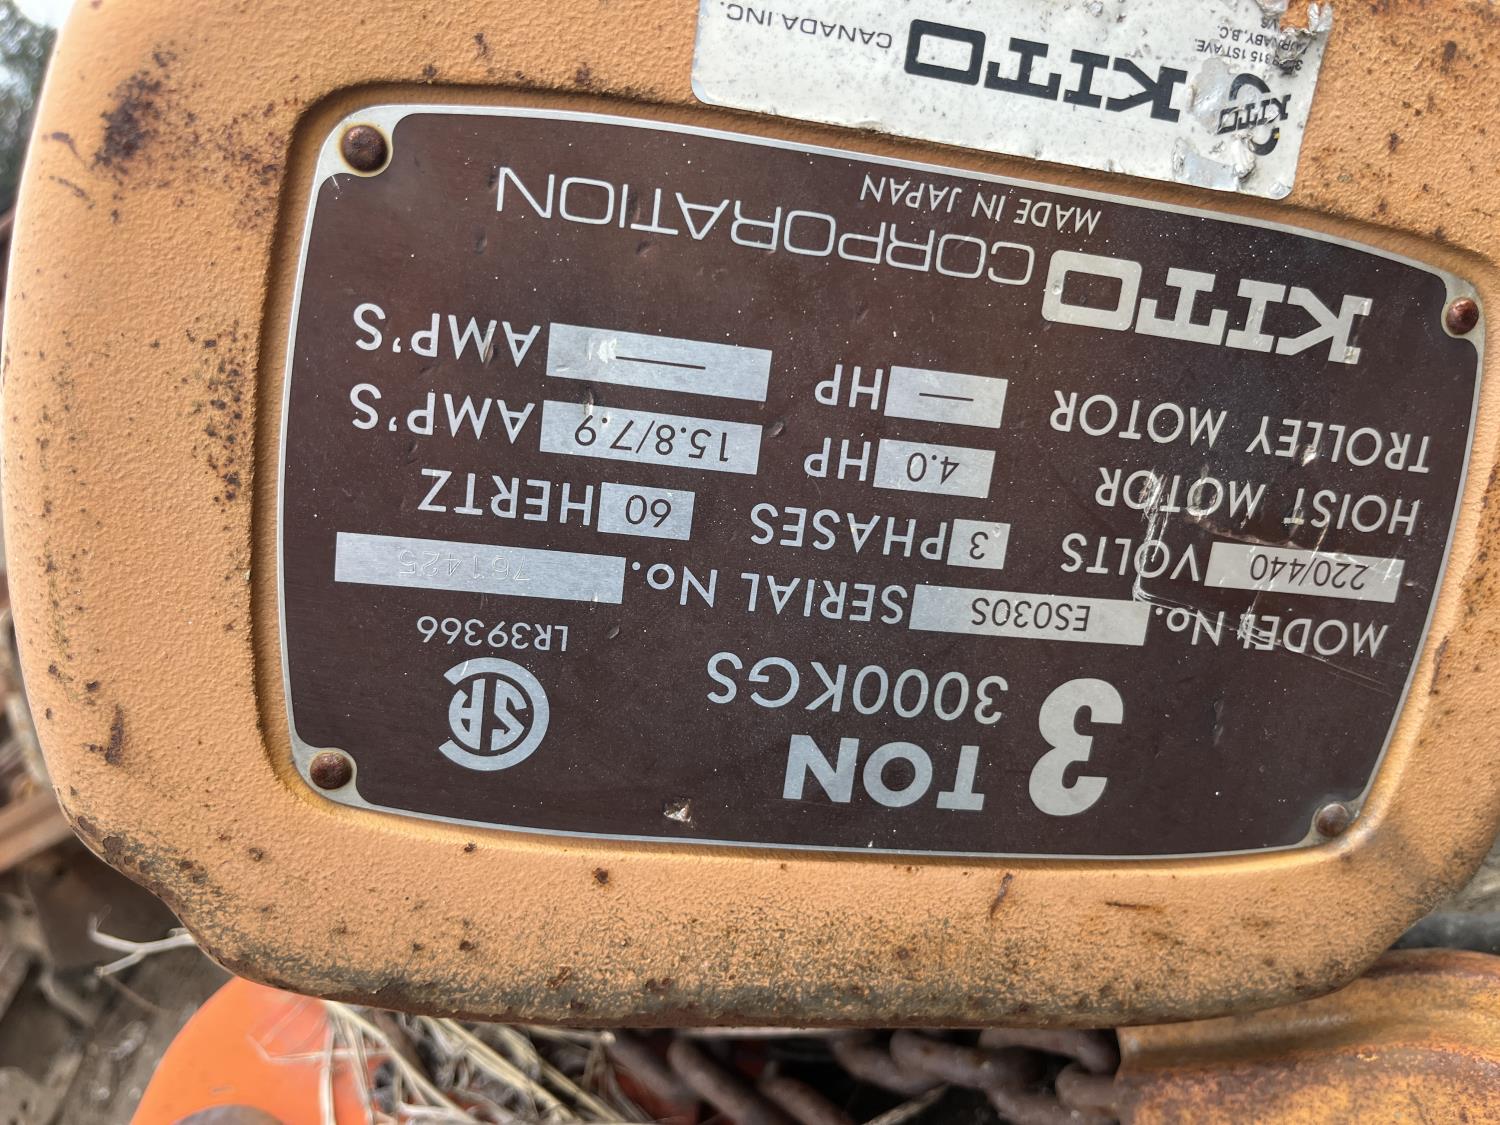 3 TON
3000KGS
LR39366
MODEL No. ES030S SERIAL No. 761425
220/440 VOLTS 3 PHASES 60 HERTZ
HOIST MOTOR 4.0 HP 15.8/7.9 AMP'S
TROLLEY MOTOR — HP — AMP'S
KITO CORPORATION
MADE IN JAPAN
KITO KITO CANADA INC.
BURNABY, B.C.